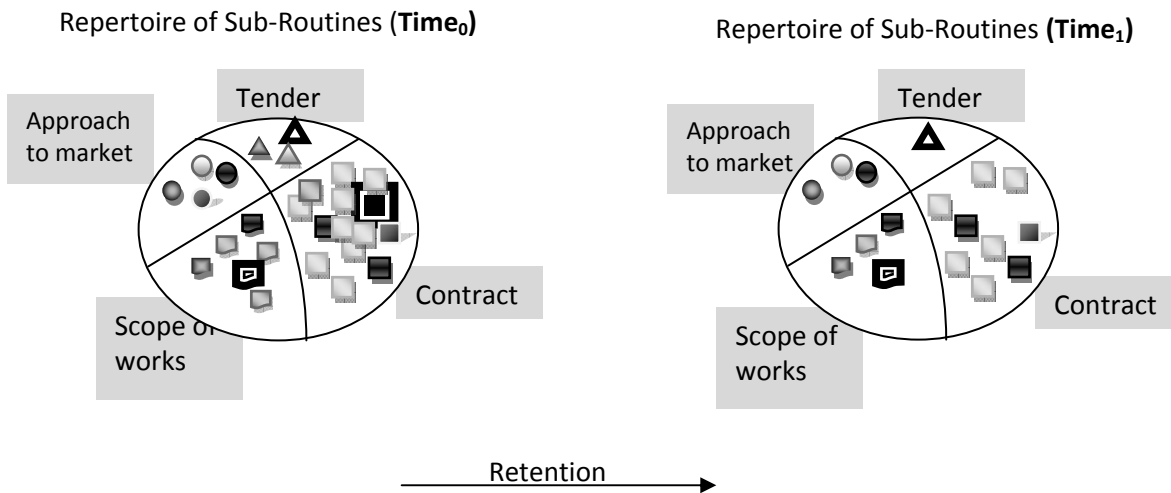 Repertoire of Sub-Routines (Time₀)
Tender
Approach
to market
Contract
Scope of
works
Repertoire of Sub-Routines (Time₁)
Tender
Approach
to market
Contract
Scope of
works
Retention